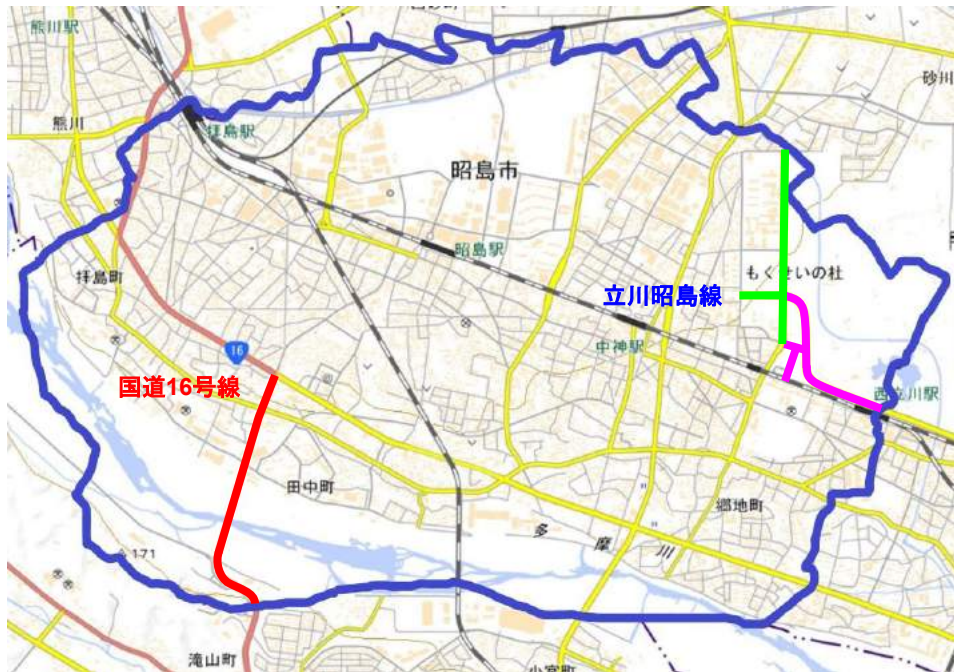 熊川駅
砂川
熊川
拝島駅
昭島市
昭島駅
拝島町
もくせいの杜
立川昭島線
16
中神駅
国道16号線
西立川駅
田中町
郷地町
多摩川
171
滝山町
小宮町